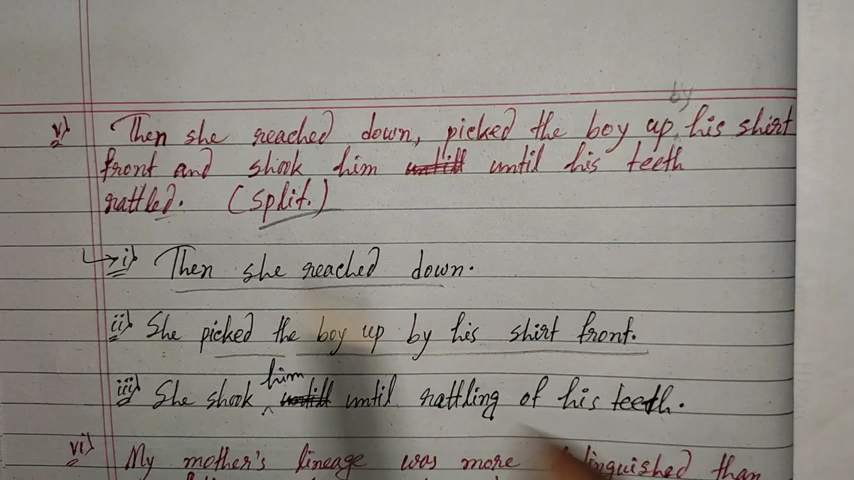 v) Then she reached down, picked the boy up by his shirt
front and shook him until his teeth
rattled. (Split.)
i) Then she reached down.
ii) She picked the boy up by his shirt front.
iii) She shook him until rattling of his teeth.
vi) My mother's lineage was more than